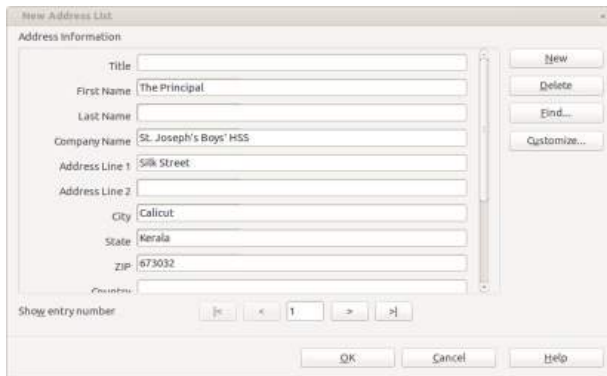 New Address List
Address Information
Title
First Name The Principal
Last Name
Company Name St. Joseph's Boys' HSS
Address Line 1 Silk Street
Address Line 2
City Calicut
State Kerala
ZIP 673032
Country
New
Delete
Find...
Customize...
Show entry number |< < 1 > >|
OK Cancel Help